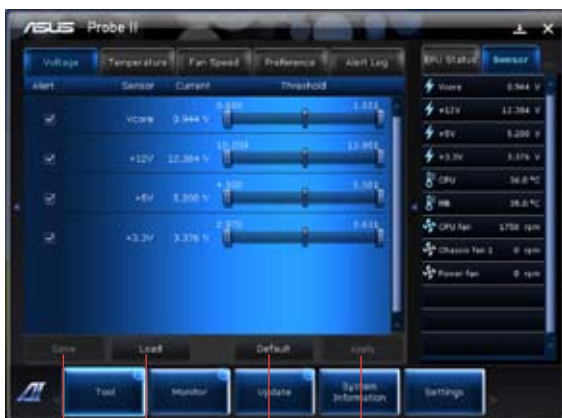 ASUS Probe II
Voltage Temperature Fan Speed Preference Alert Log
CPU Status Sensor
Alert Sensor Current Threshold
Vcore 0.944 V
+12V 12.384 V
+5V 5.200 V
+3.3V 3.376 V
Vcore 0.944 V
+12V 12.384 V
+5V 5.200 V
+3.3V 3.376 V
CPU
MB
CPU Fan 1750 rpm
Chassis Fan 1 0 rpm
Power Fan 0 rpm
Save Load Default Apply
AI
Tool Monitor Update System Information Settings